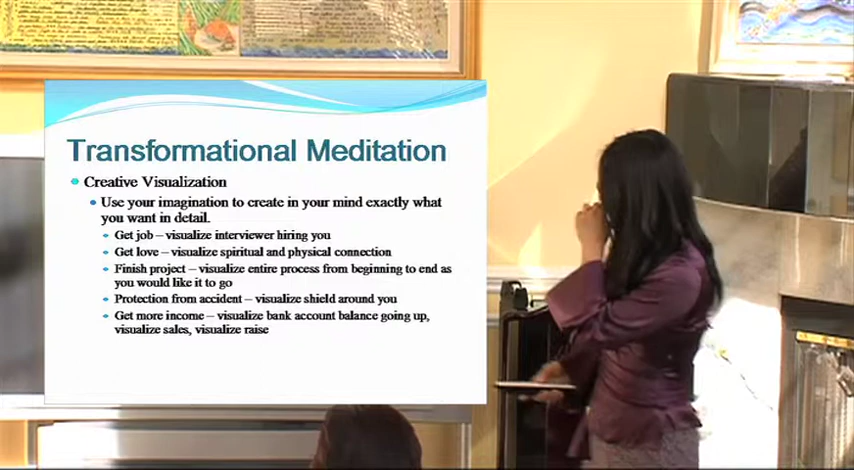 Transformational Meditation
Creative Visualization
Use your imagination to create in your mind exactly what
you want in detail.
Get job – visualize interviewer hiring you
Get love – visualize spiritual and physical connection
Finish project – visualize entire process from beginning to end as
you would like it to go
Protection from accident – visualize shield around you
Get more income – visualize bank account balance going up,
visualize sales, visualize raise